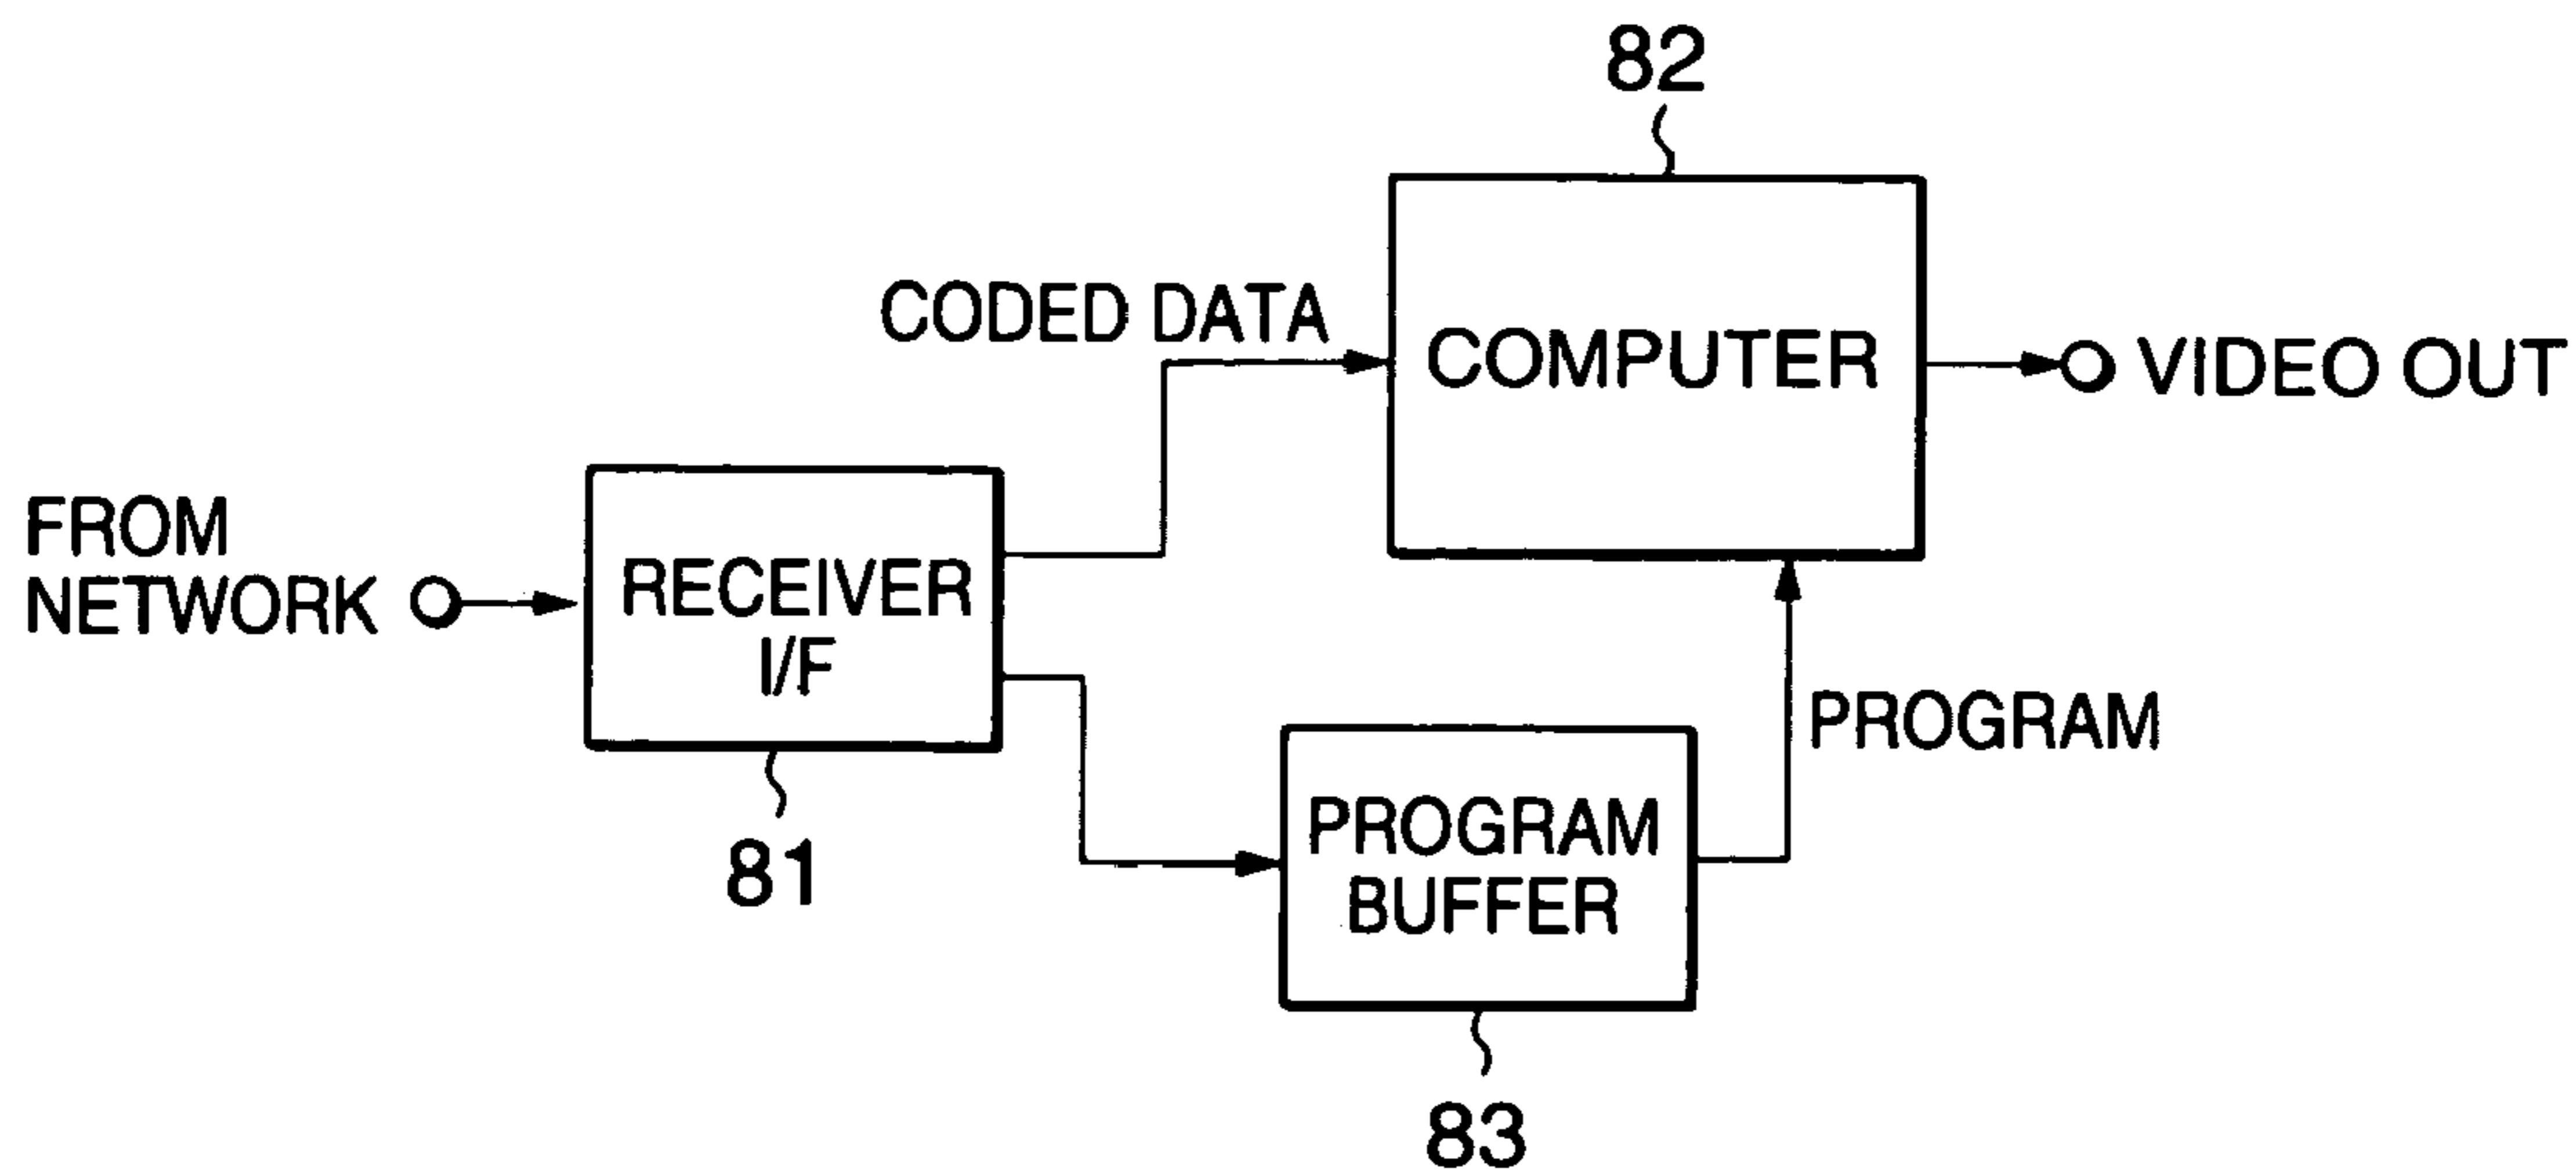 82
CODED DATA
COMPUTER
VIDEO OUT
FROM
NETWORK
RECEIVER
I/F
81
PROGRAM
PROGRAM
BUFFER
83